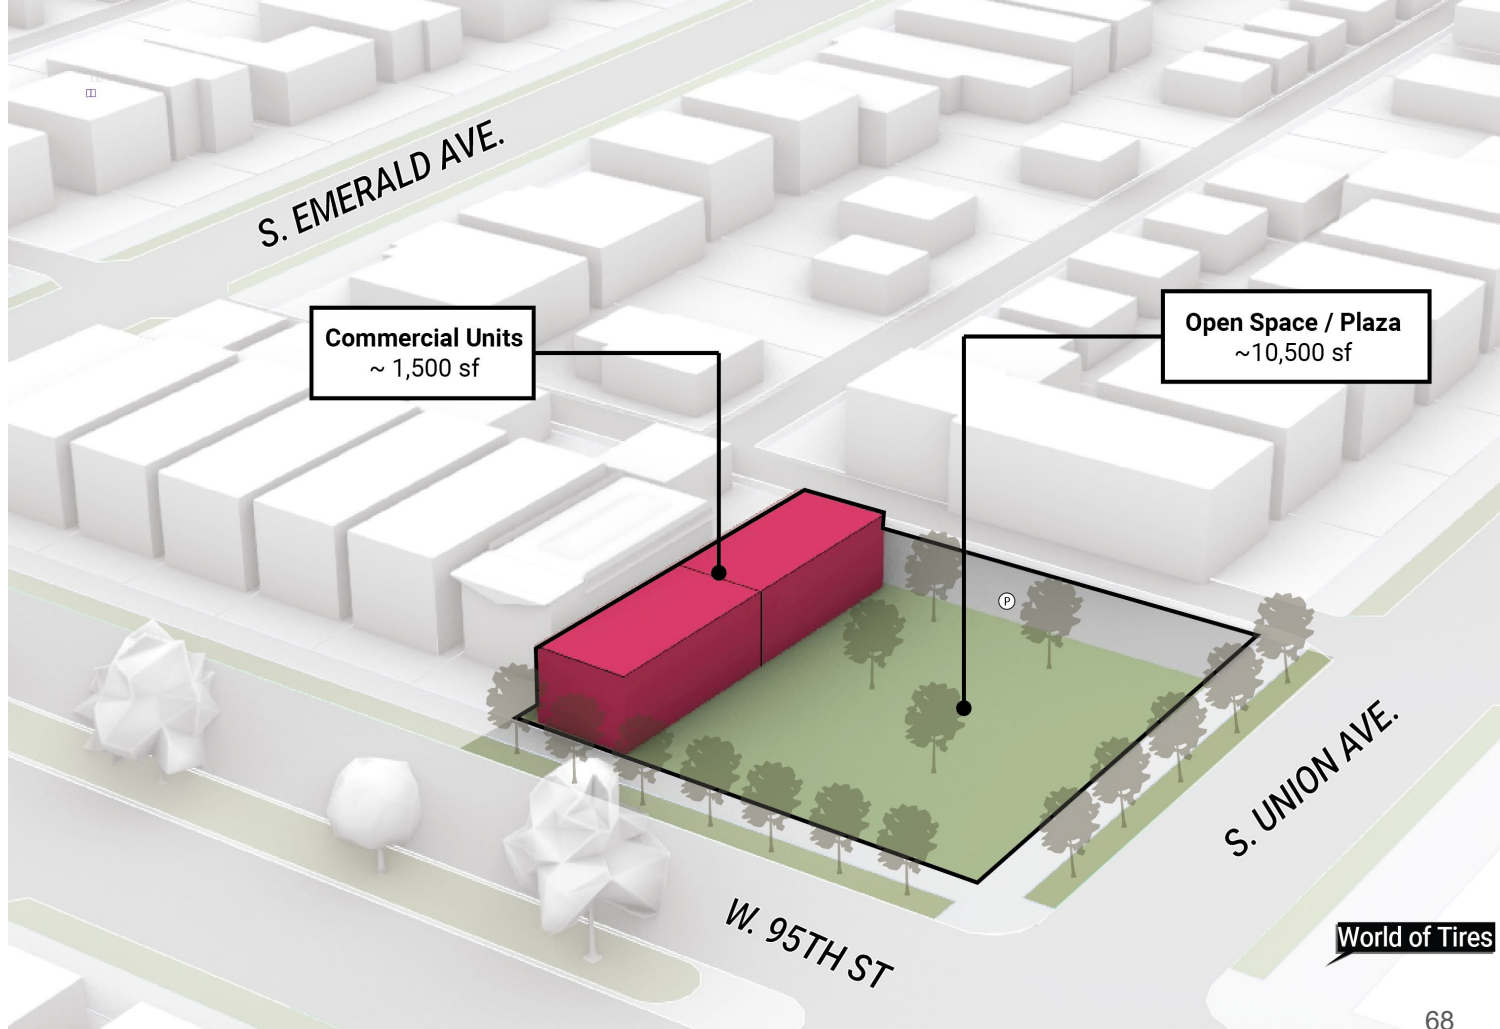 S. EMERALD AVE.
Commercial Units
~ 1,500 sf
Open Space / Plaza
~10,500 sf
P
S. UNION AVE.
W. 95TH ST
World of Tires
68